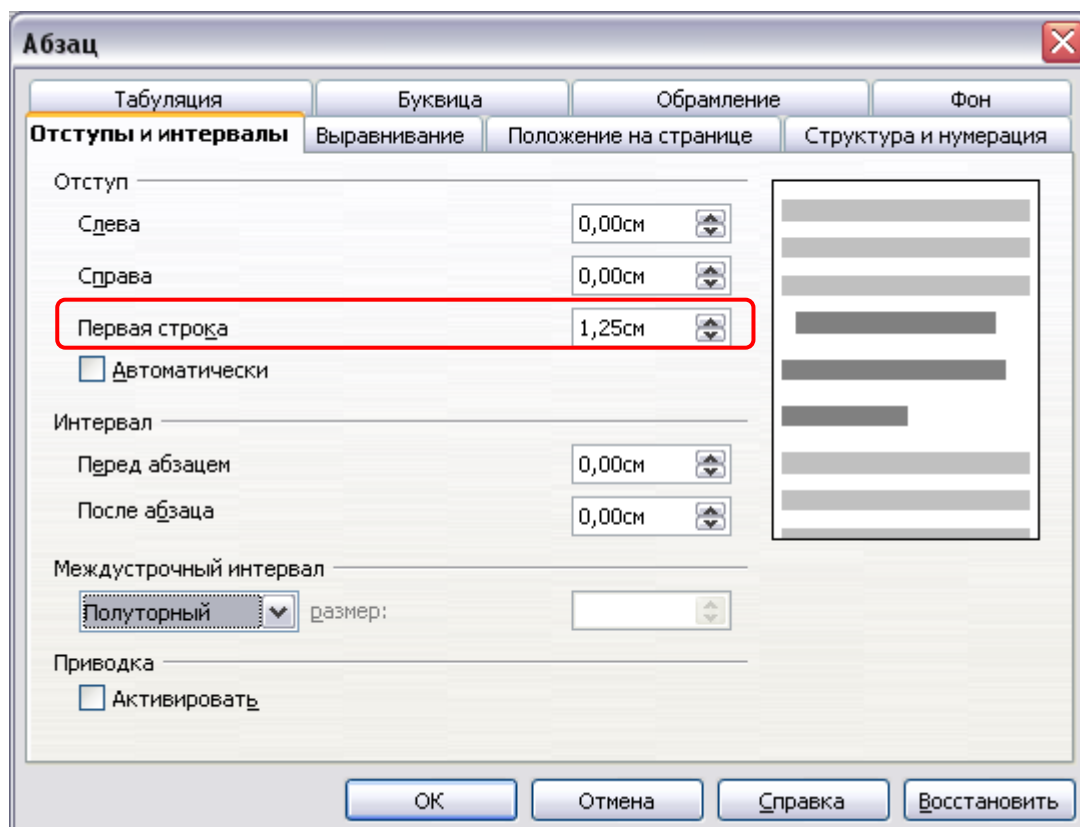 Абзац
Табуляция Буквица Обрамление Фон
Отступы и интервалы Выравнивание Положение на странице Структура и нумерация
Отступ
Слева 0,00см
Справа 0,00см
Первая строка 1,25см
Автоматически
Интервал
Перед абзацем 0,00см
После абзаца 0,00см
Междустрочный интервал
Полуторный размер:
Приводка
Активировать
ОК Отмена Справка Восстановить